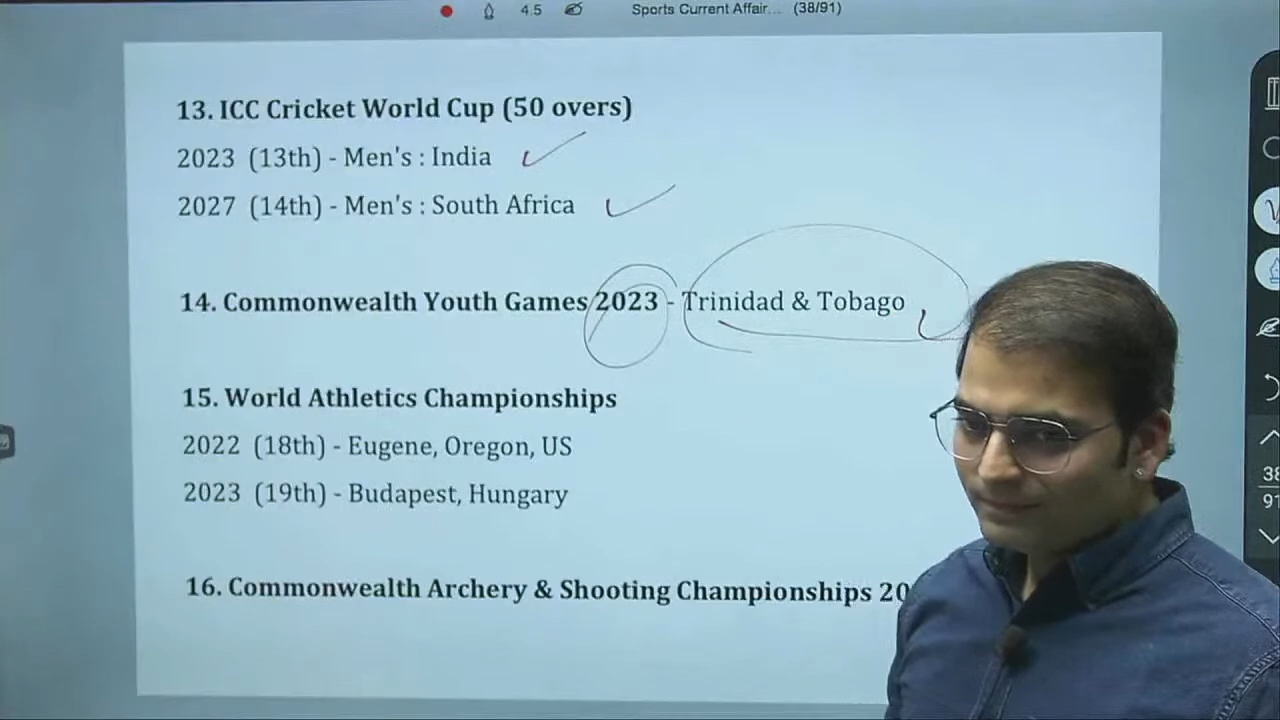 4.5 Sports Current Affair... (38/91)
13. ICC Cricket World Cup (50 overs)
2023 (13th) - Men's : India
2027 (14th) - Men's : South Africa
14. Commonwealth Youth Games 2023 - Trinidad & Tobago
15. World Athletics Championships
2022 (18th) - Eugene, Oregon, US
2023 (19th) - Budapest, Hungary
16. Commonwealth Archery & Shooting Championships 20
38
91